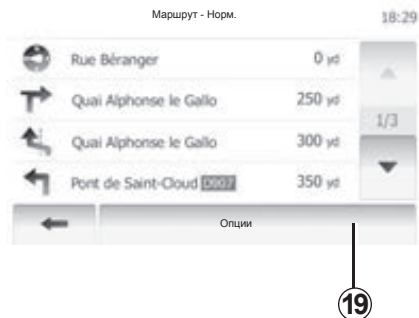 Маршрут - Норм.
18:29
Rue Béranger 0 yd
Quai Alphonse le Gallo 250 yd
1/3
Quai Alphonse le Gallo 300 yd
Pont de Saint-Cloud D907 350 yd
Опции
19